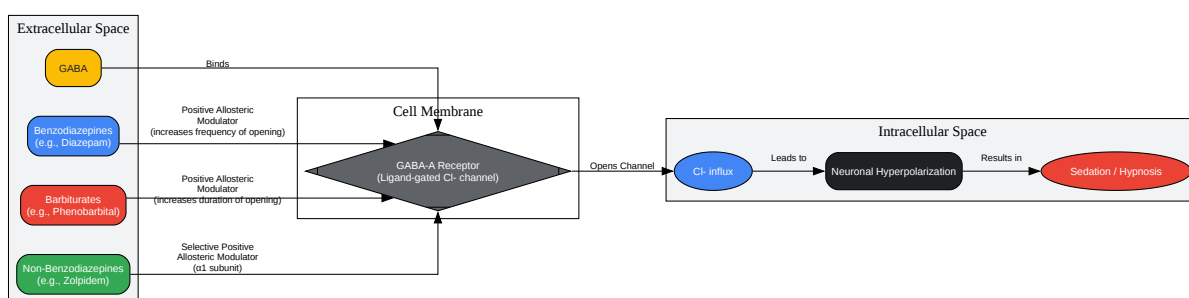 Extracellular Space
GABA
Binds
Benzodiazepines
(e.g., Diazepam)
Positive Allosteric
Modulator
(increases frequency of opening)
Barbiturates
(e.g., Phenobarbital)
Positive Allosteric
Modulator
(increases duration of opening)
Non-Benzodiazepines
(e.g., Zolpidem)
Selective Positive
Allosteric Modulator
(α1 subunit)
Cell Membrane
GABA-A Receptor
(Ligand-gated Cl- channel)
Opens Channel
Intracellular Space
Cl- influx
Leads to
Neuronal Hyperpolarization
Results in
Sedation / Hypnosis